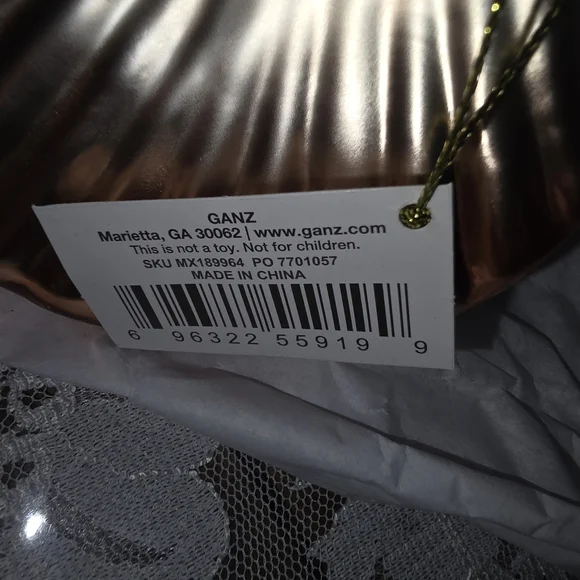 GANZ
Marietta, GA 30062 | www.ganz.com
This is not a toy. Not for children.
SKU MX189964 PO 7701057
MADE IN CHINA
6 96322 55919 9